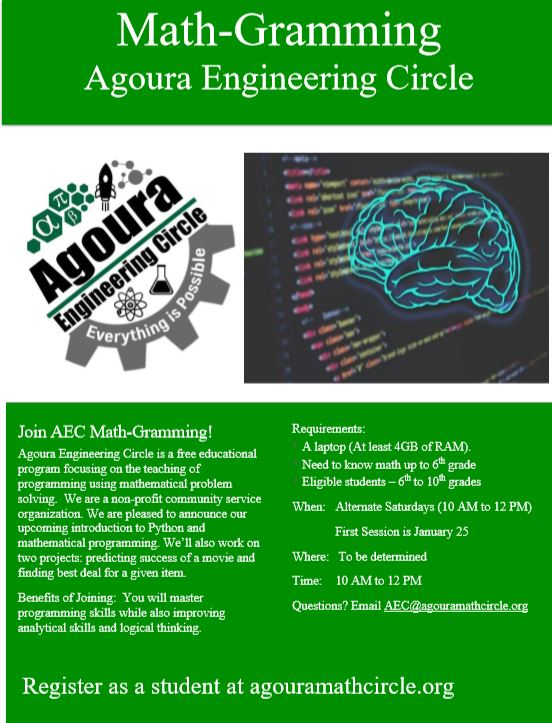 Math-Gramming
Agoura Engineering Circle
α π β
Agoura
Engineering Circle
Everything is Possible
Join AEC Math-Gramming!
Agoura Engineering Circle is a free educational
program focusing on the teaching of
programming using mathematical problem
solving. We are a non-profit community service
organization. We are pleased to announce our
upcoming introduction to Python and
mathematical programming. We’ll also work on
two projects: predicting success of a movie and
finding best deal for a given item.
Benefits of Joining: You will master
programming skills while also improving
analytical skills and logical thinking.
Requirements:
A laptop (At least 4GB of RAM).
Need to know math up to 6th grade
Eligible students – 6th to 10th grades
When: Alternate Saturdays (10 AM to 12 PM)
First Session is January 25
Where: To be determined
Time: 10 AM to 12 PM
Questions? Email AEC@agouramathcircle.org
Register as a student at agouramathcircle.org